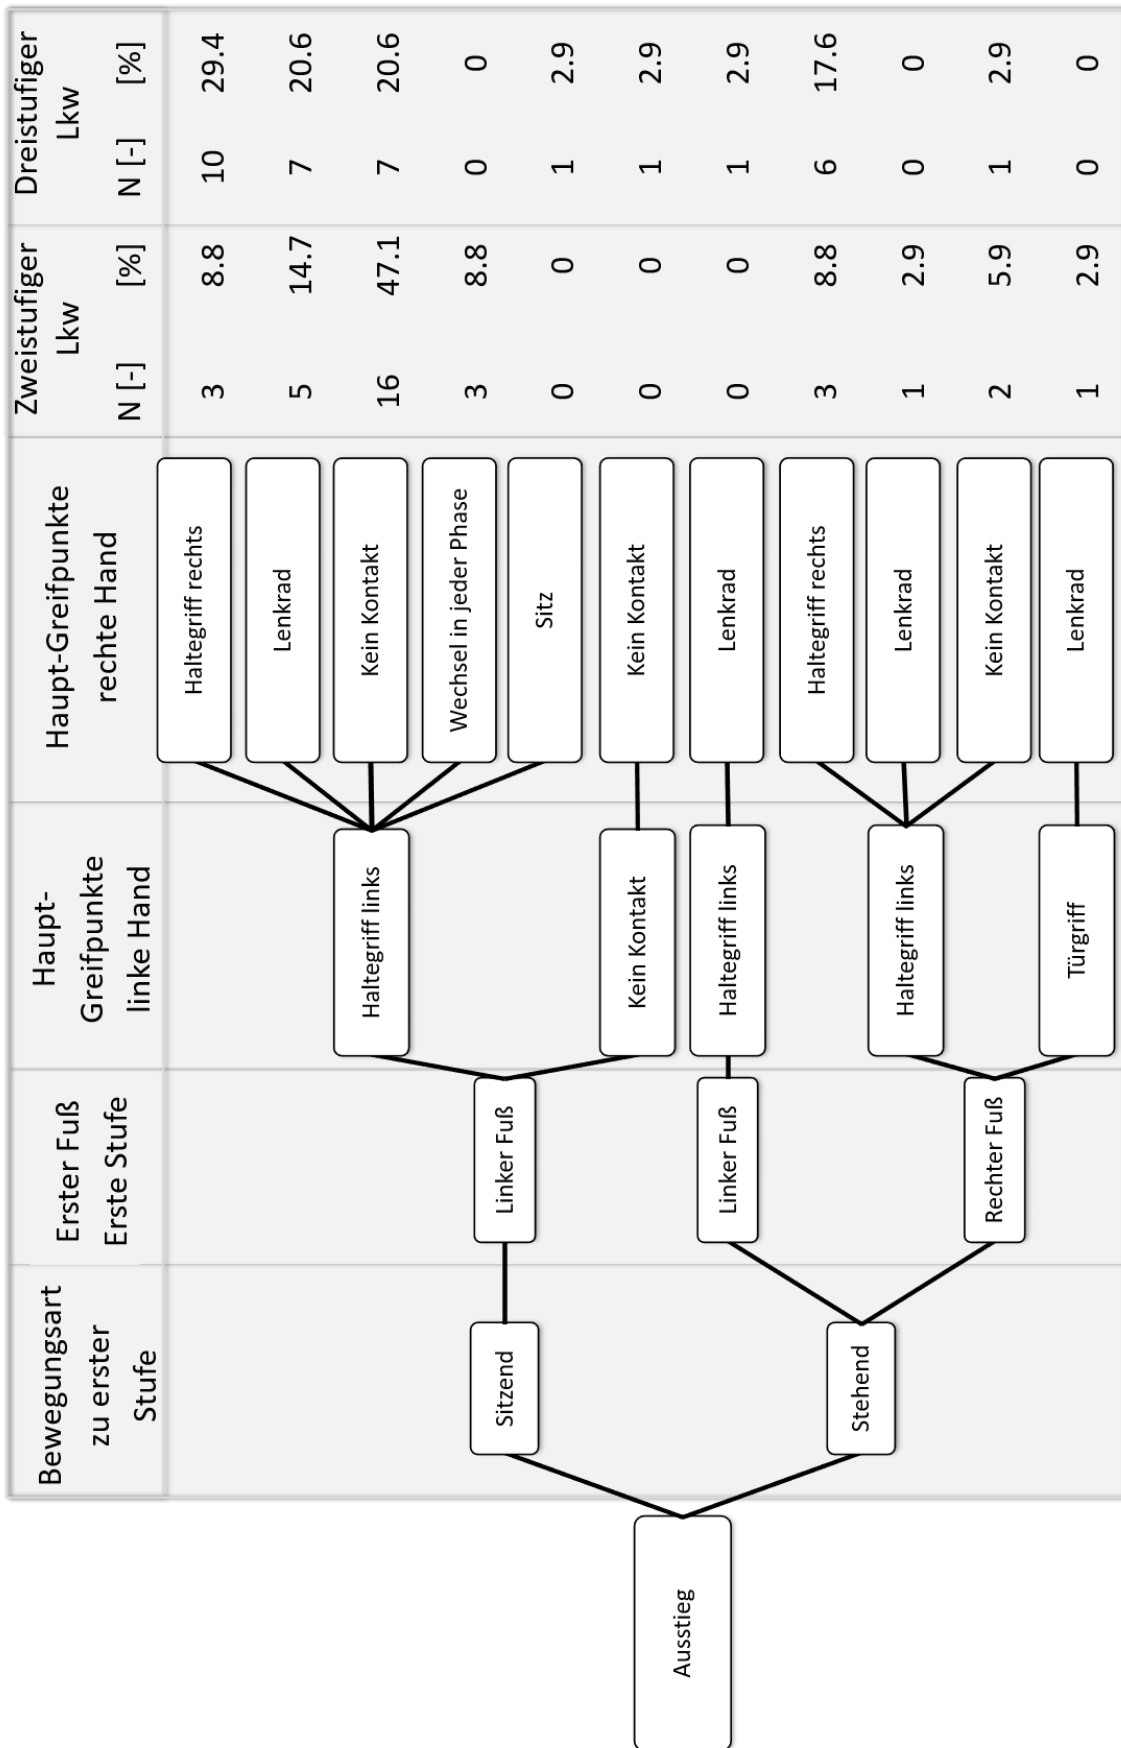 Bewegungsart
zu erster
Stufe
Erster Fuß
Erste Stufe
Haupt-
Greifpunkte
linke Hand
Haupt-Greifpunkte
rechte Hand
Zweistufiger
Lkw
N [-] [%]
Dreistufiger
Lkw
N [-] [%]
Haltegriff rechts 3 8.8 10 29.4
Lenkrad 5 14.7 7 20.6
Haltegriff links Kein Kontakt 16 47.1 7 20.6
Wechsel in jeder Phase 3 8.8 0 0
Sitzend Linker Fuß Sitz 0 0 1 2.9
Kein Kontakt Kein Kontakt 0 0 1 2.9
Ausstieg
Linker Fuß Haltegriff links Lenkrad 0 0 1 2.9
Haltegriff rechts 3 8.8 6 17.6
Stehend Haltegriff links Lenkrad 1 2.9 0 0
Rechter Fuß Kein Kontakt 2 5.9 1 2.9
Türgriff Lenkrad 1 2.9 0 0